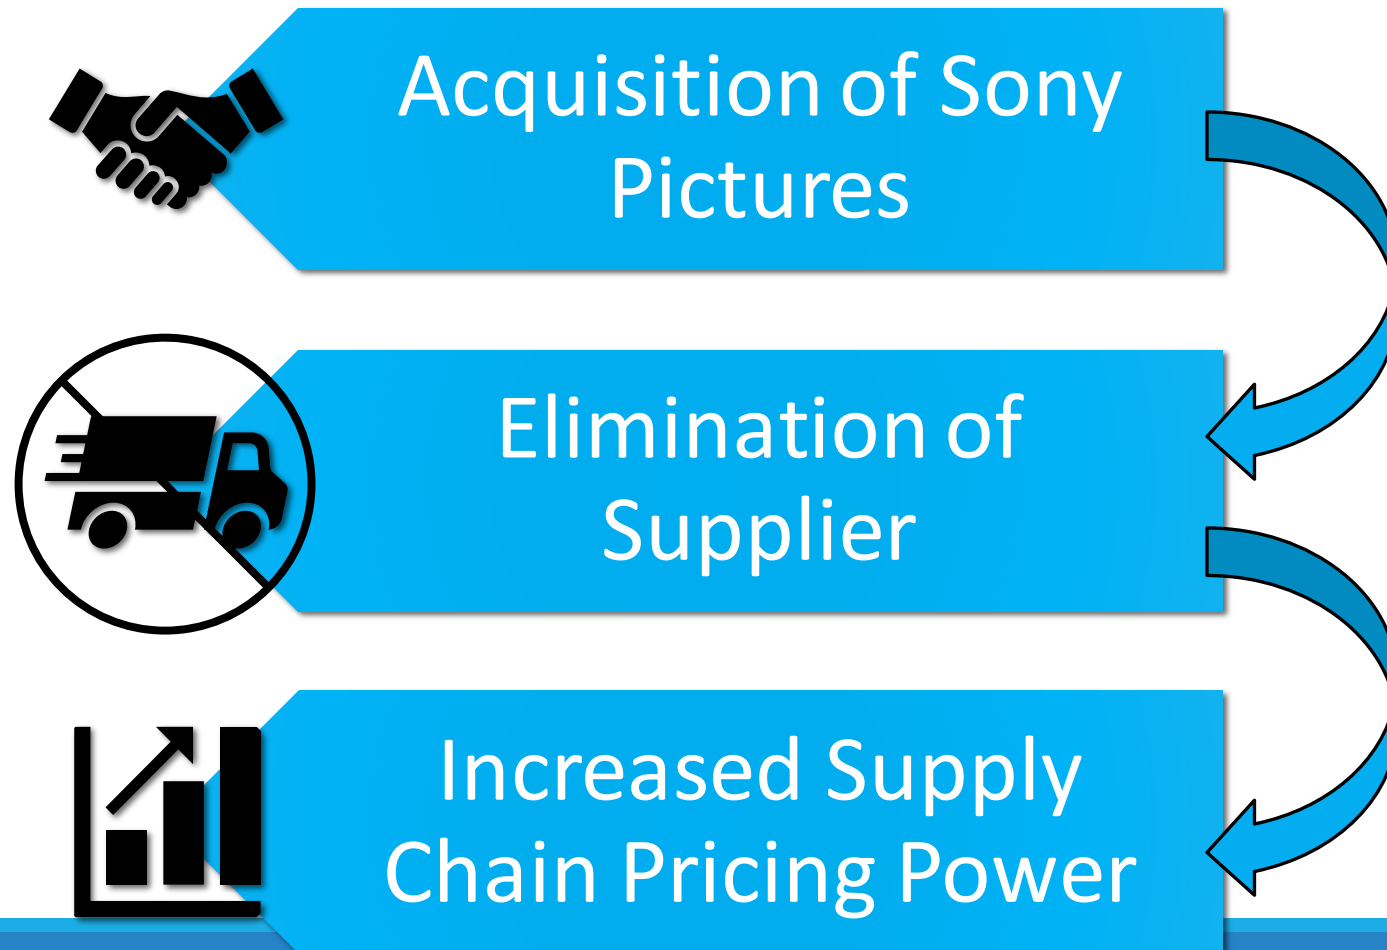 Acquisition of Sony
Pictures
Elimination of
Supplier
Increased Supply
Chain Pricing Power